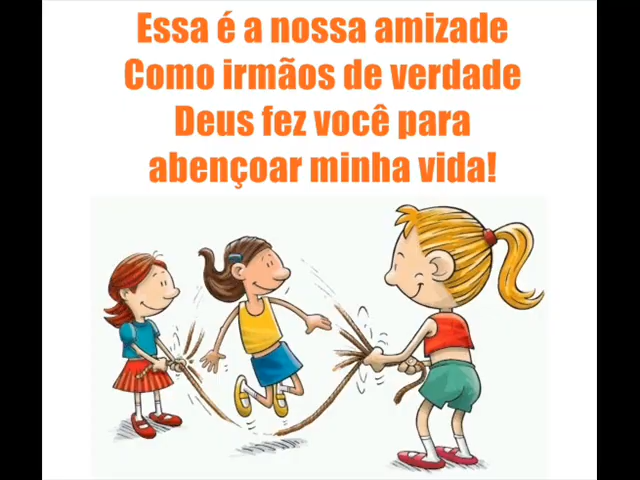 Essa é a nossa amizade
Como irmãos de verdade
Deus fez você para
abençoar minha vida!